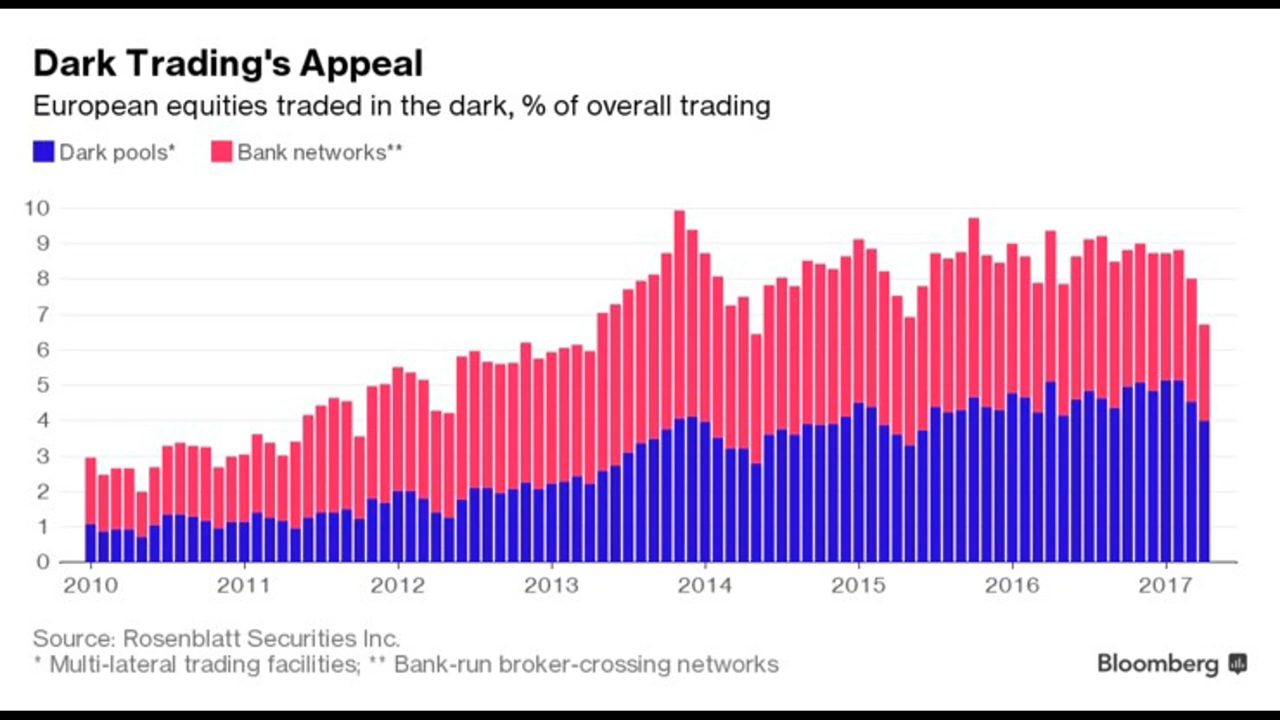 Dark Trading's Appeal
European equities traded in the dark, % of overall trading
Dark pools* Bank networks**
10
9
8
7
6
5
4
3
2
1
0
2010 2011 2012 2013 2014 2015 2016 2017
Source: Rosenblatt Securities Inc.
* Multi-lateral trading facilities; ** Bank-run broker-crossing networks
Bloomberg